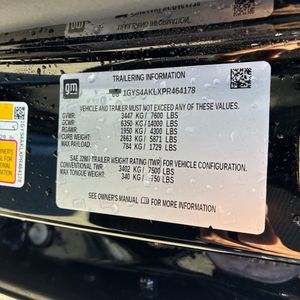 gm
TRAILERING INFORMATION
1GYS4AKLXPR464178
VEHICLE AND TRAILER MUST NOT EXCEED ANY OF THESE:
GVWR: 3447 KG / 7600 LBS
GCWR: 6350 KG / 14000 LBS
RGAWR: 1950 KG / 4300 LBS
CURB WEIGHT: 2663 KG / 5871 LBS
MAX PAYLOAD: 784 KG / 1729 LBS
SAE J2807 TRAILER WEIGHT RATING (TWR) FOR VEHICLE CONFIGURATION.
CONVENTIONAL TWR: 3402 KG / 7500 LBS
MAX TONGUE WEIGHT: 340 KG / 750 LBS
SEE OWNER'S MANUAL
FOR MORE INFORMATION